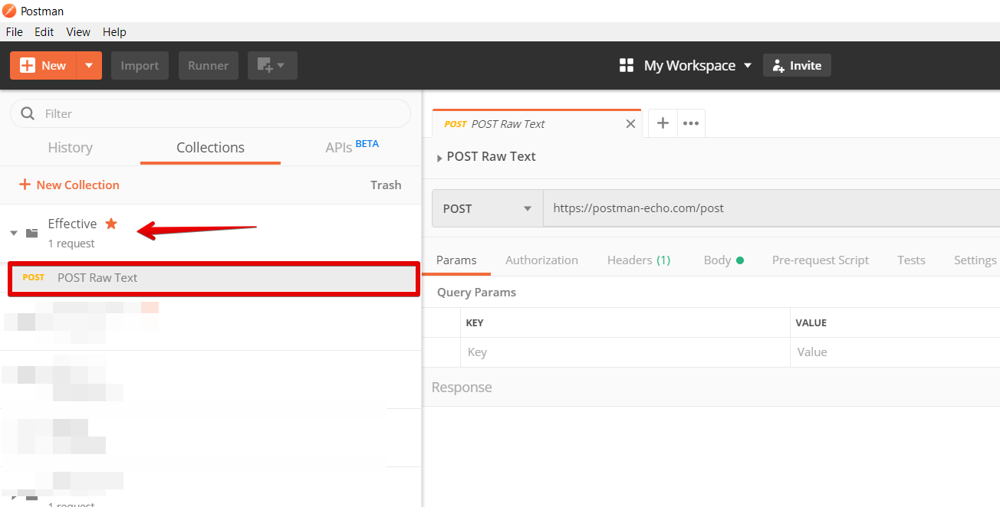 Postman
File Edit View Help
New Import Runner My Workspace Invite
Filter
History Collections APIs BETA
New Collection Trash
Effective
1 request
POST POST Raw Text
1 request
POST POST Raw Text
POST Raw Text
POST https://postman-echo.com/post
Params Authorization Headers (1) Body Pre-request Script Tests Settings
Query Params
KEY VALUE
Key Value
Response